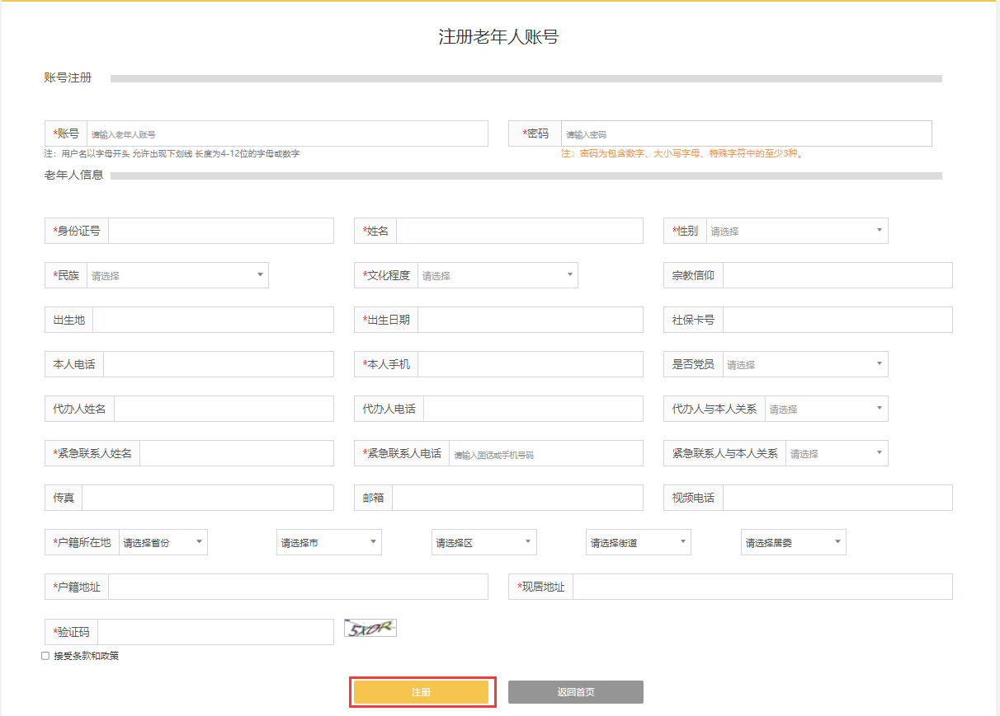 注册老年人账号
账号注册
*账号 请输入老年人账号 *密码 请输入密码
注：用户名以字母开头 允许出现下划线 长度为4-12位的字母或数字 注：密码为包含数字、大小写字母、特殊字符中的至少3种。
老年人信息
*身份证号 *姓名 *性别 请选择
*民族 请选择 *文化程度 请选择 宗教信仰
出生地 *出生日期 社保卡号
本人电话 *本人手机 是否党员 请选择
代办人姓名 代办人电话 代办人与本人关系 请选择
*紧急联系人姓名 *紧急联系人电话 请输入固话或手机号码 紧急联系人与本人关系 请选择
传真 邮箱 视频电话
*户籍所在地 请选择省份 请选择市 请选择区 请选择街道 请选择居委
*户籍地址 *现居地址
*验证码 5XDR
接受条款和政策
注册 返回首页